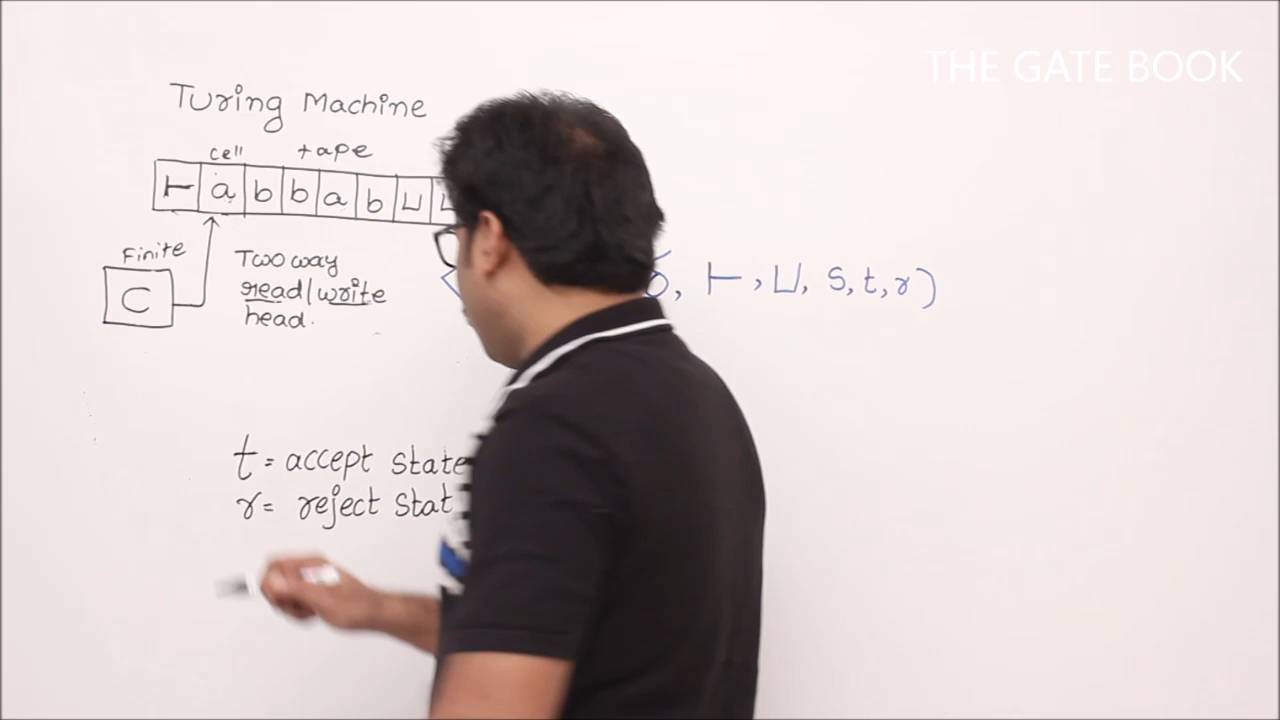 THE GATE BOOK
Turing Machine
cell tape
⊢ a b b a b ⊔
Finite
C
Two way
read/write
head.
δ, ⊢, ⊔, s, t, r)
t = accept state
r = reject stat